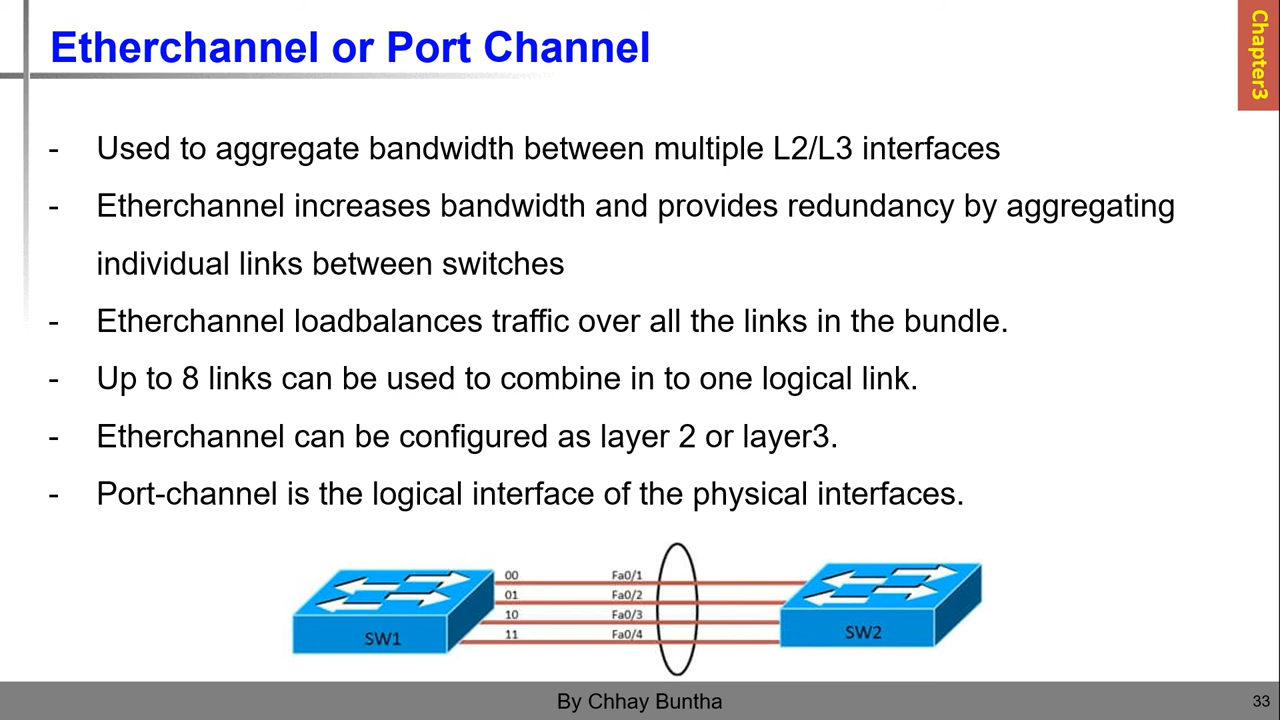 Etherchannel or Port Channel
Chapter3
- Used to aggregate bandwidth between multiple L2/L3 interfaces
- Etherchannel increases bandwidth and provides redundancy by aggregating
individual links between switches
- Etherchannel loadbalances traffic over all the links in the bundle.
- Up to 8 links can be used to combine in to one logical link.
- Etherchannel can be configured as layer 2 or layer3.
- Port-channel is the logical interface of the physical interfaces.
00 Fa0/1
01 Fa0/2
10 Fa0/3
11 Fa0/4
SW1
SW2
By Chhay Buntha
33